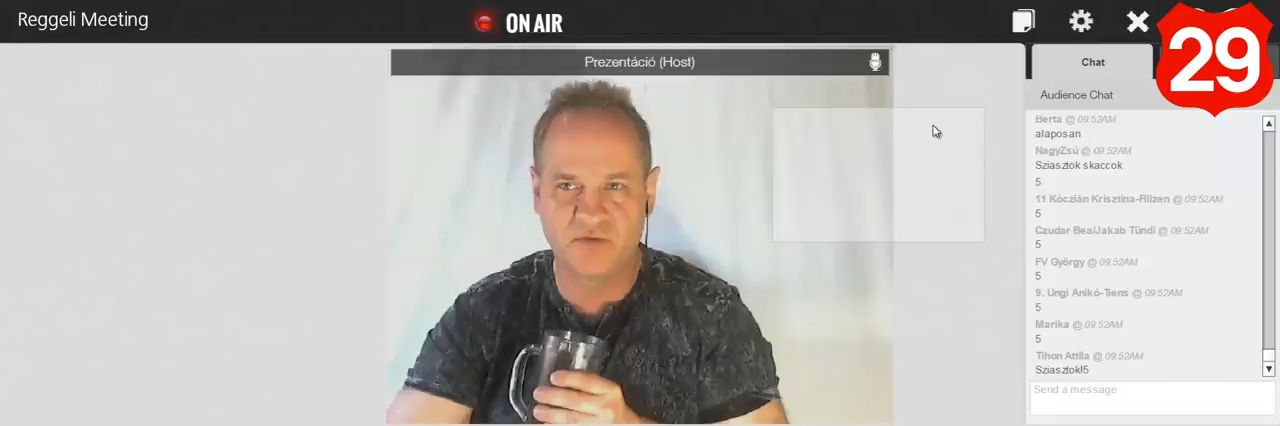 Reggeli Meeting
ON AIR
29
Prezentáció (Host)
Chat
Audience Chat
Berta @ 09:52AM
alaposan
NagyZsú @ 09:52AM
Sziasztok skaccok
5
11 Kóczián Krisztina-Filizen @ 09:52AM
5
Czudar Bea/Jakab Tündi @ 09:52AM
5
FV György @ 09:52AM
5
9. Ungi Anikó-Tiens @ 09:52AM
5
Marika @ 09:52AM
5
Tihon Attila @ 09:52AM
Sziasztok!5
Send a message